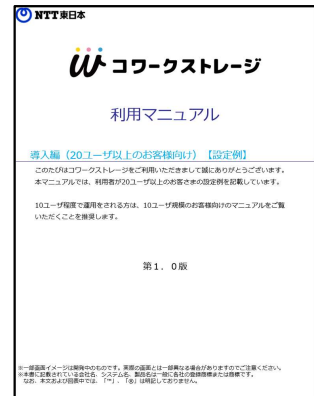 NTT東日本
コワークストレージ
利用マニュアル
導入編（20ユーザ以上のお客様向け）【設定例】
このたびはコワークストレージをご利用いただきまして誠にありがとうございます。
本マニュアルでは、利用者が20ユーザ以上のお客さまの設定例を記載しています。
10ユーザ程度で運用をされる方は、10ユーザ規模のお客様向けのマニュアルをご覧
いただくことを推奨します。
第1．0版
※一部画面イメージは開発中のものです。実際の画面とは一部異なる場合がありますのでご注意ください。
※本書に記載されている会社名、システム名、製品名は一般に各社の登録商標または商標です。
なお、本文および図表中では、「™」、「®」は明記しておりません。